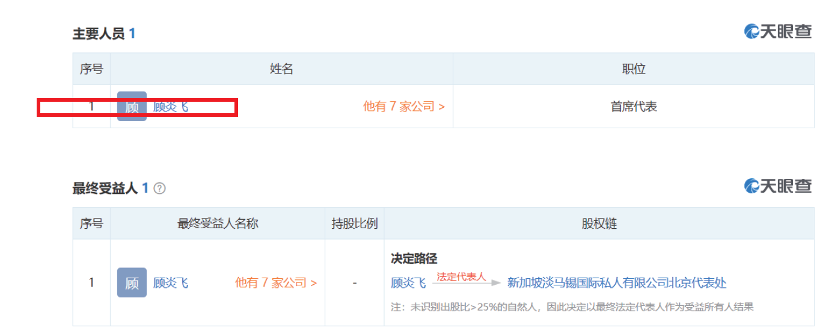 主要人员 1
天眼查
序号 姓名 职位
1 顾 顾炎飞 他有 7 家公司 > 首席代表
最终受益人 1 ?
天眼查
序号 最终受益人名称 持股比例 股权链
决定路径
1 顾 顾炎飞 他有 7 家公司 > - 顾炎飞 法定代表人 新加坡淡马锡国际私人有限公司北京代表处
注：未识别出股比>25%的自然人，因此决定以最终法定代表人作为受益所有人结果